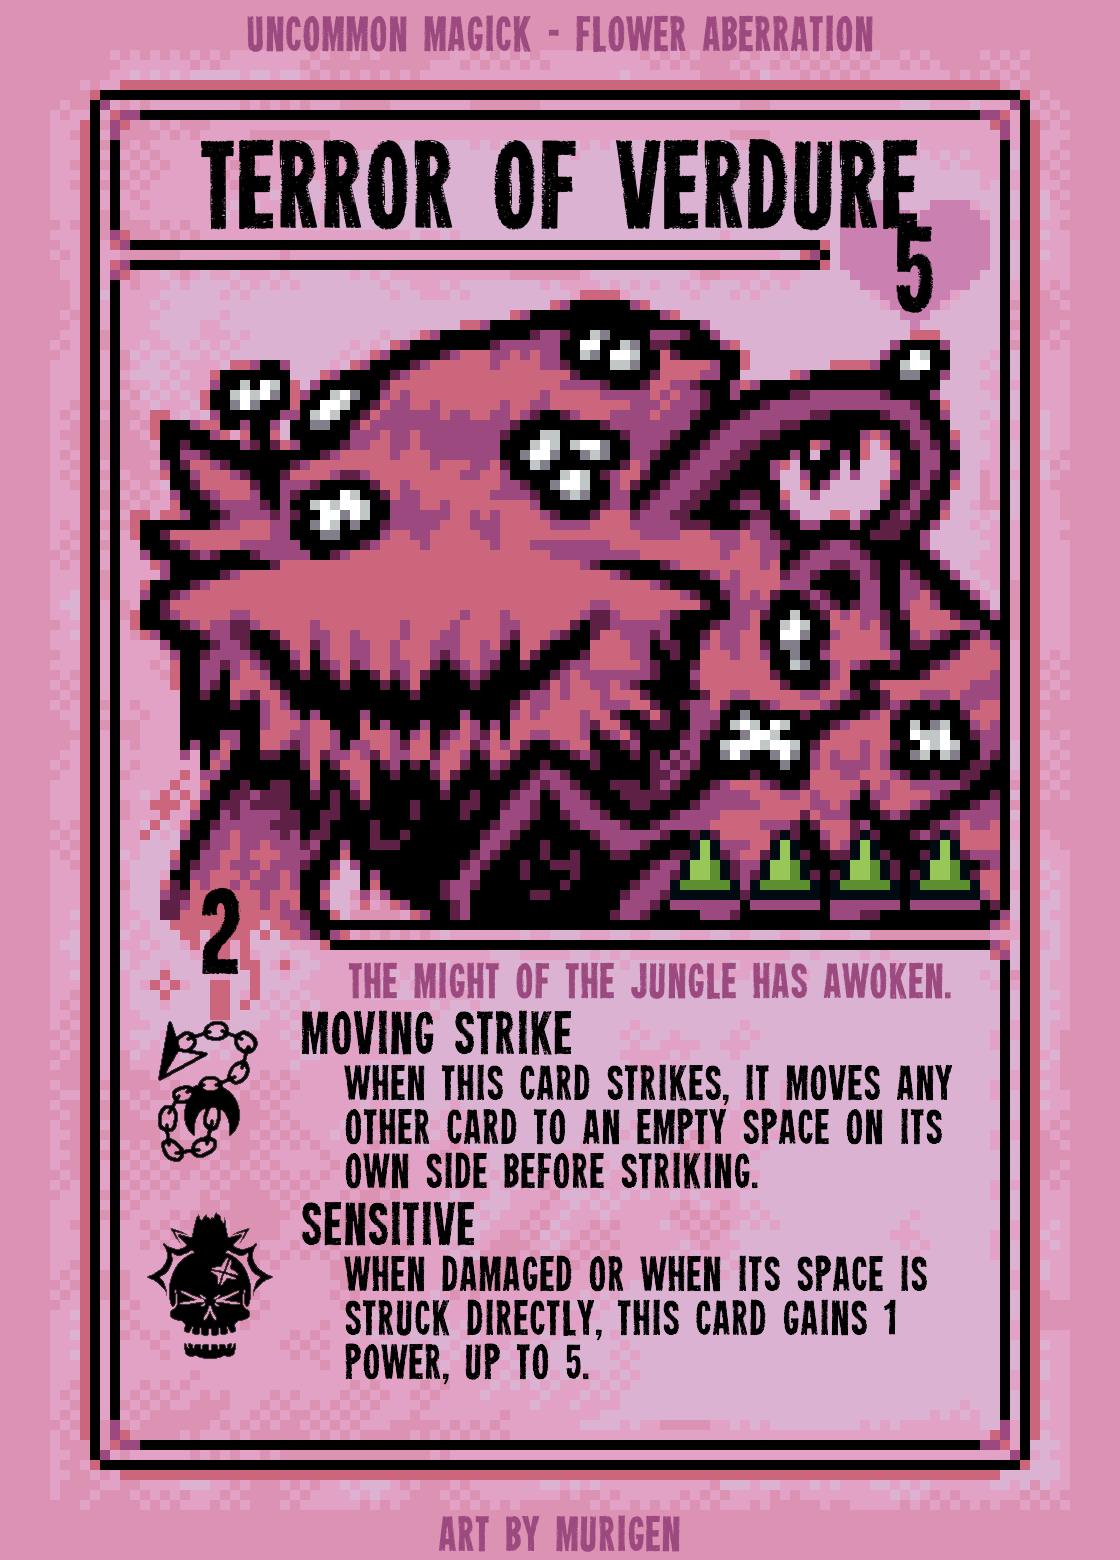 UNCOMMON MAGICK - FLOWER ABERRATION
TERROR OF VERDURE
5
2
THE MIGHT OF THE JUNGLE HAS AWOKEN.
MOVING STRIKE
WHEN THIS CARD STRIKES, IT MOVES ANY
OTHER CARD TO AN EMPTY SPACE ON ITS
OWN SIDE BEFORE STRIKING.
SENSITIVE
WHEN DAMAGED OR WHEN ITS SPACE IS
STRUCK DIRECTLY, THIS CARD GAINS 1
POWER, UP TO 5.
ART BY MURIGEN